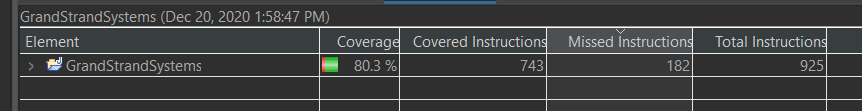 GrandStrandSystems (Dec 20, 2020 1:58:47 PM)
Element Coverage Covered Instructions Missed Instructions Total Instructions
GrandStrandSystems 80.3 % 743 182 925